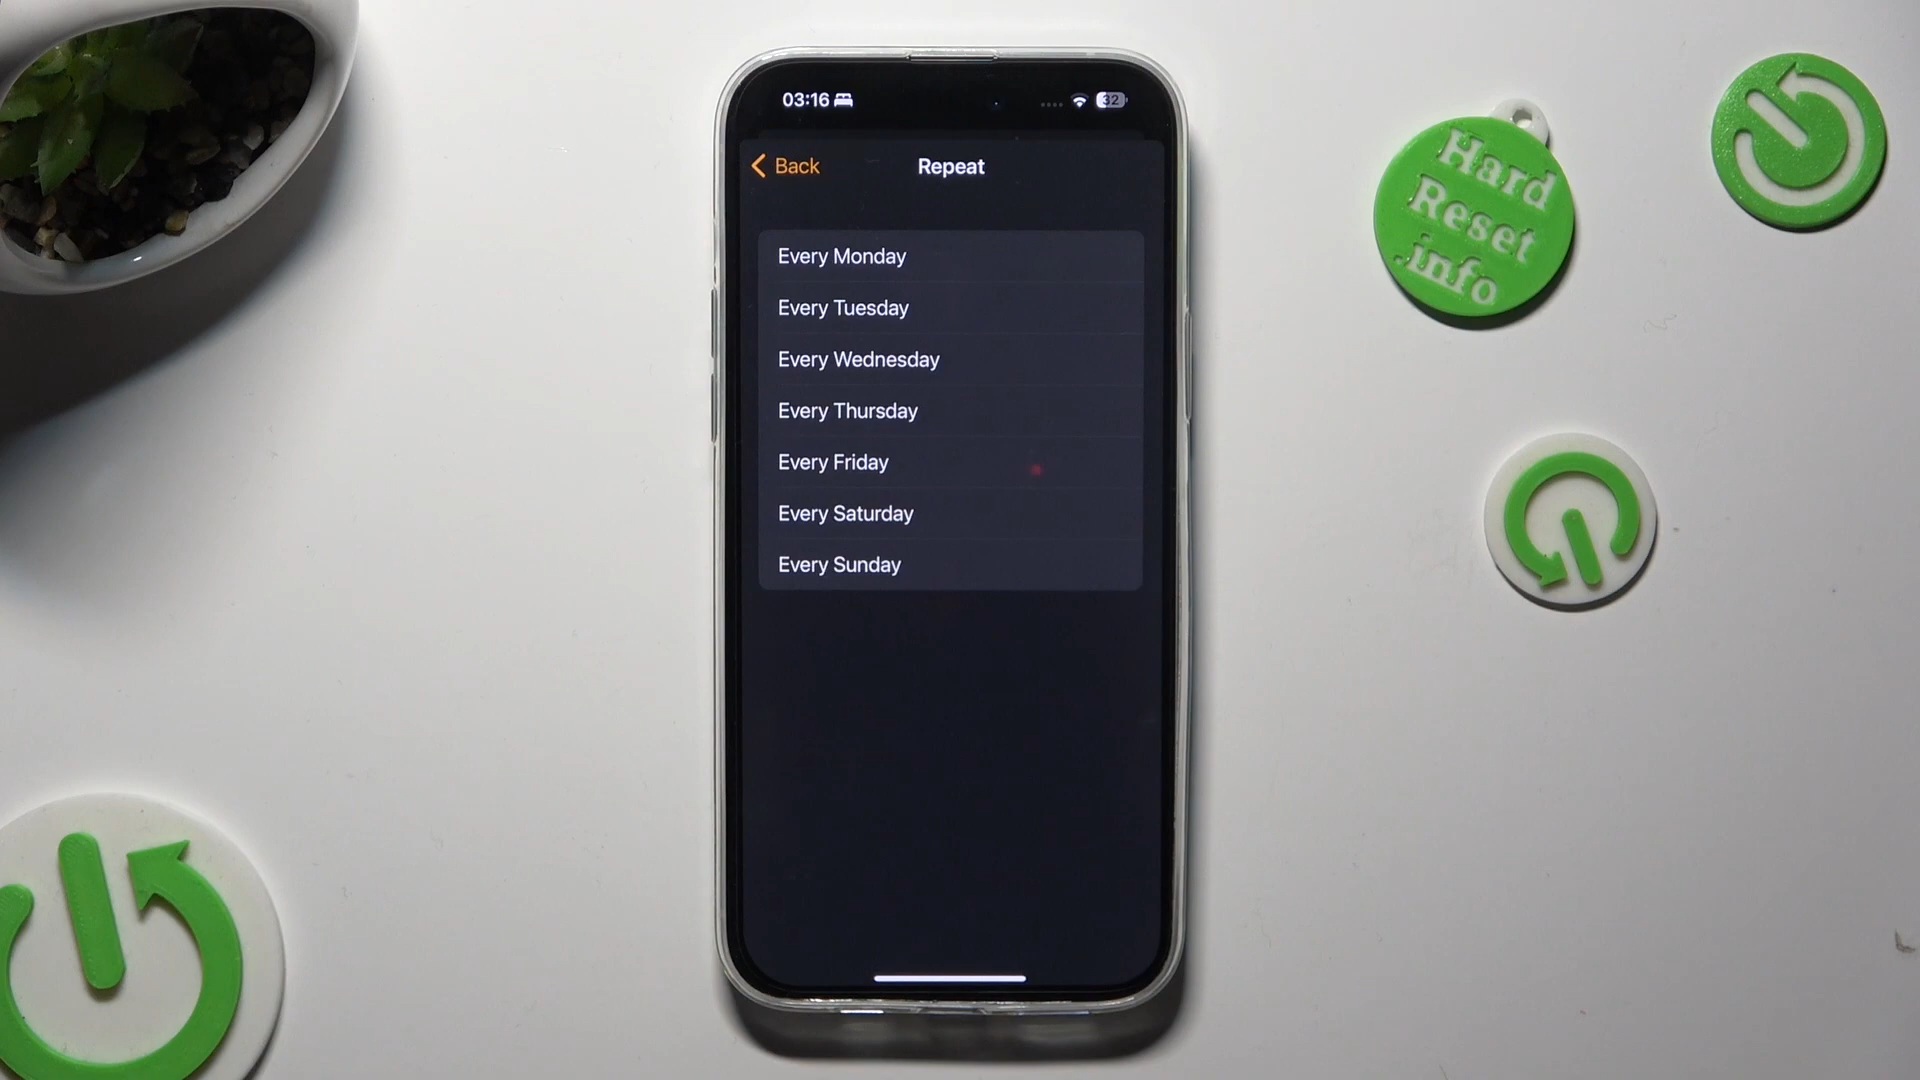 03:16
32
Back
Repeat
Every Monday
Every Tuesday
Every Wednesday
Every Thursday
Every Friday
Every Saturday
Every Sunday
Hard
Reset
.info